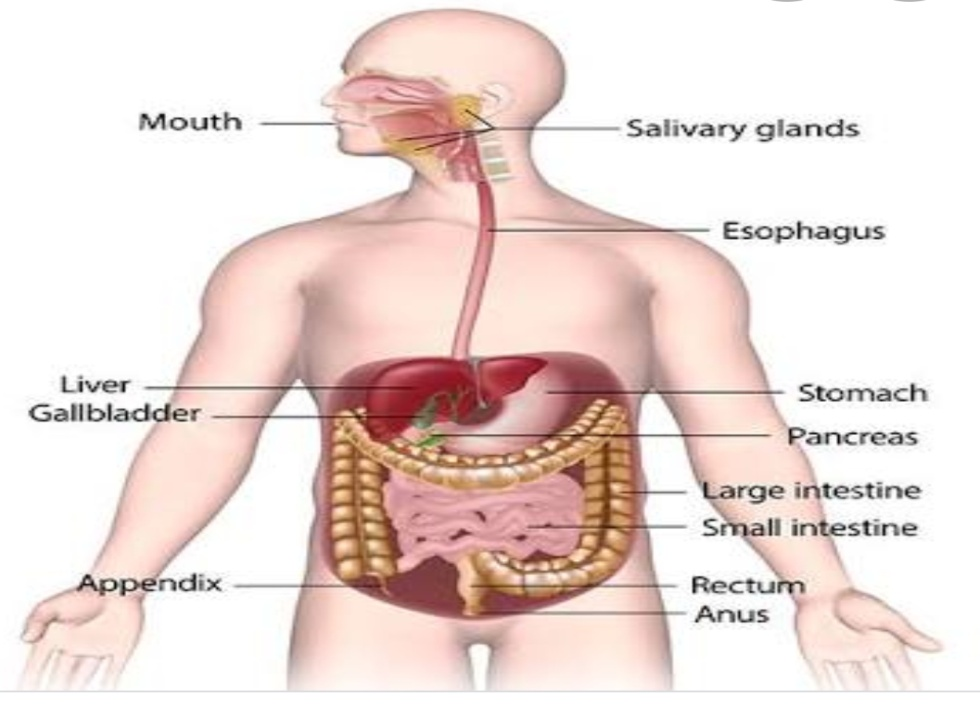 Mouth
Salivary glands
Esophagus
Liver
Stomach
Gallbladder
Pancreas
Large intestine
Small intestine
Appendix
Rectum
Anus